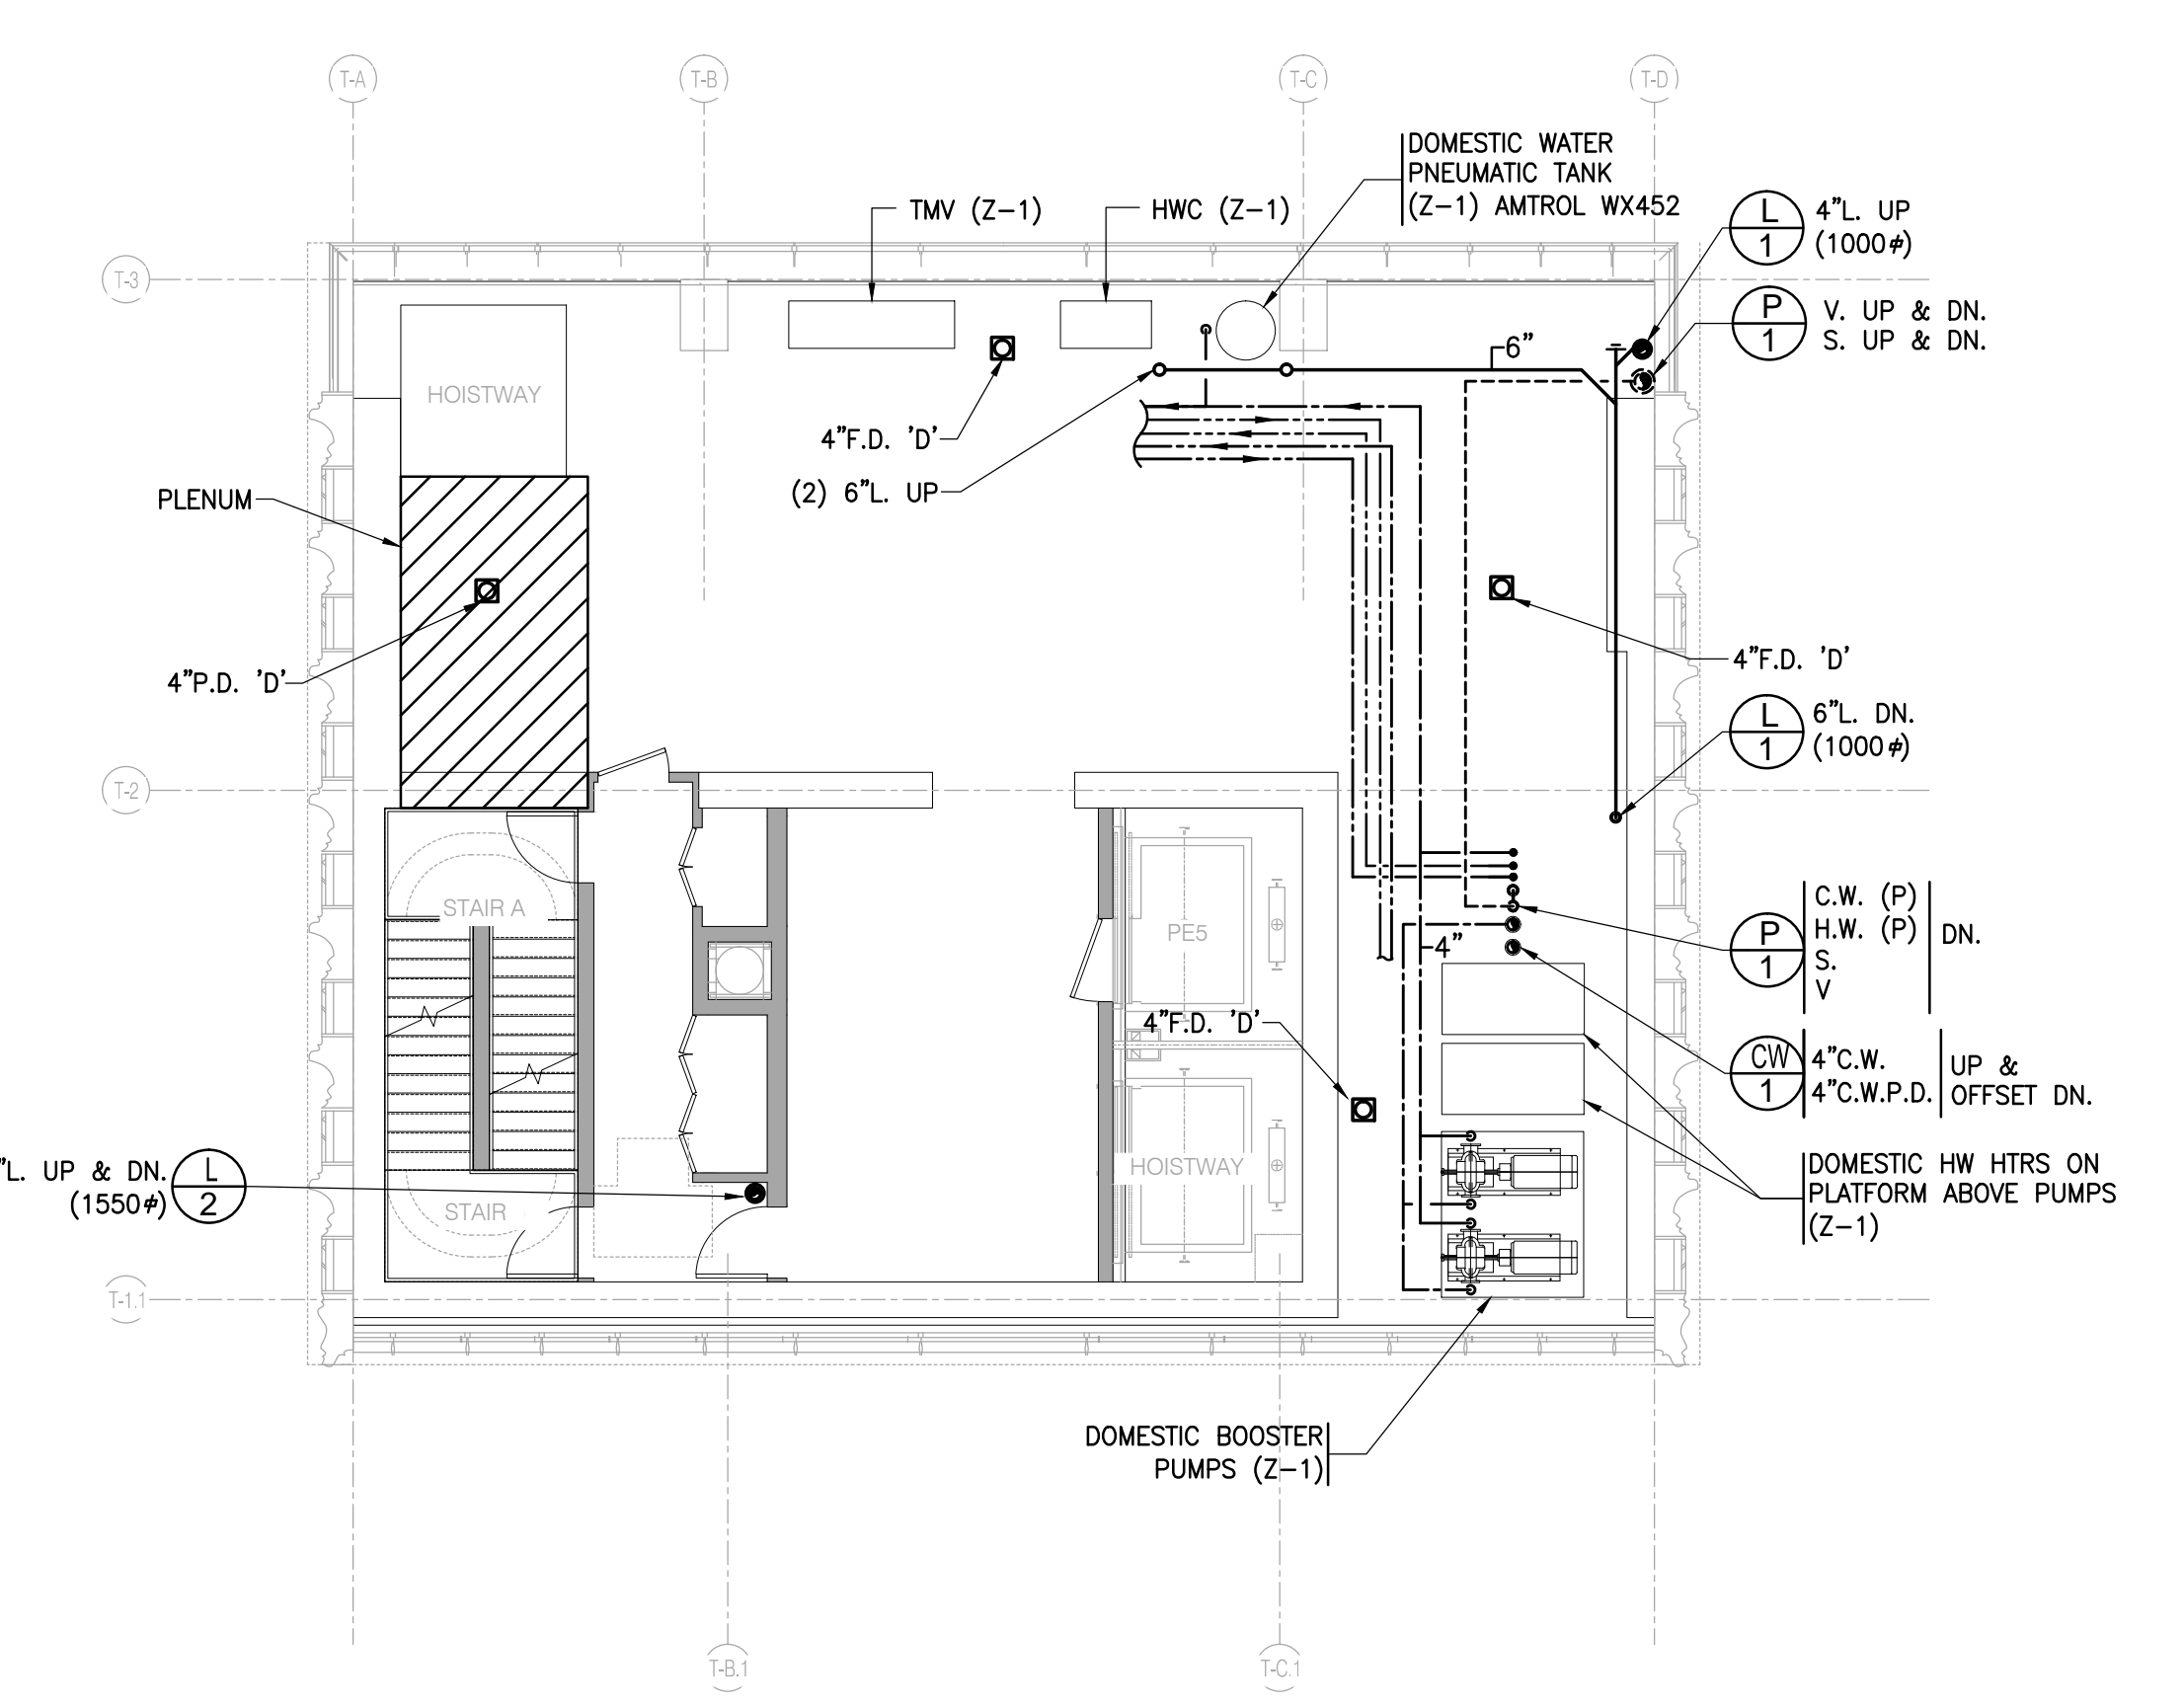 T-A
T-B
T-C
T-D
DOMESTIC WATER
PNEUMATIC TANK
(Z-1) AMTROL WX452
TMV (Z-1)
HWC (Z-1)
L
1
4"L. UP
(1000#)
T-3
P
1
V. UP & DN.
S. UP & DN.
6"
HOISTWAY
4"F.D. 'D'
(2) 6"L. UP
PLENUM
4"P.D. 'D'
4"F.D. 'D'
L
1
6"L. DN.
(1000#)
T-2
STAIR A
PE5
4"
P
1
C.W. (P)
H.W. (P)
S.
V
DN.
4"F.D. 'D'
CW
1
4"C.W.
4"C.W.P.D.
UP &
OFFSET DN.
"L. UP & DN.
(1550#)
L
2
HOISTWAY
STAIR
DOMESTIC HW HTRS ON
PLATFORM ABOVE PUMPS
(Z-1)
T-1.1
DOMESTIC BOOSTER
PUMPS (Z-1)
T-B.1
T-C.1